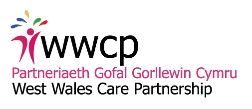 wwcp
Partneriaeth Gofal Gorllewin Cymru
West Wales Care Partnership